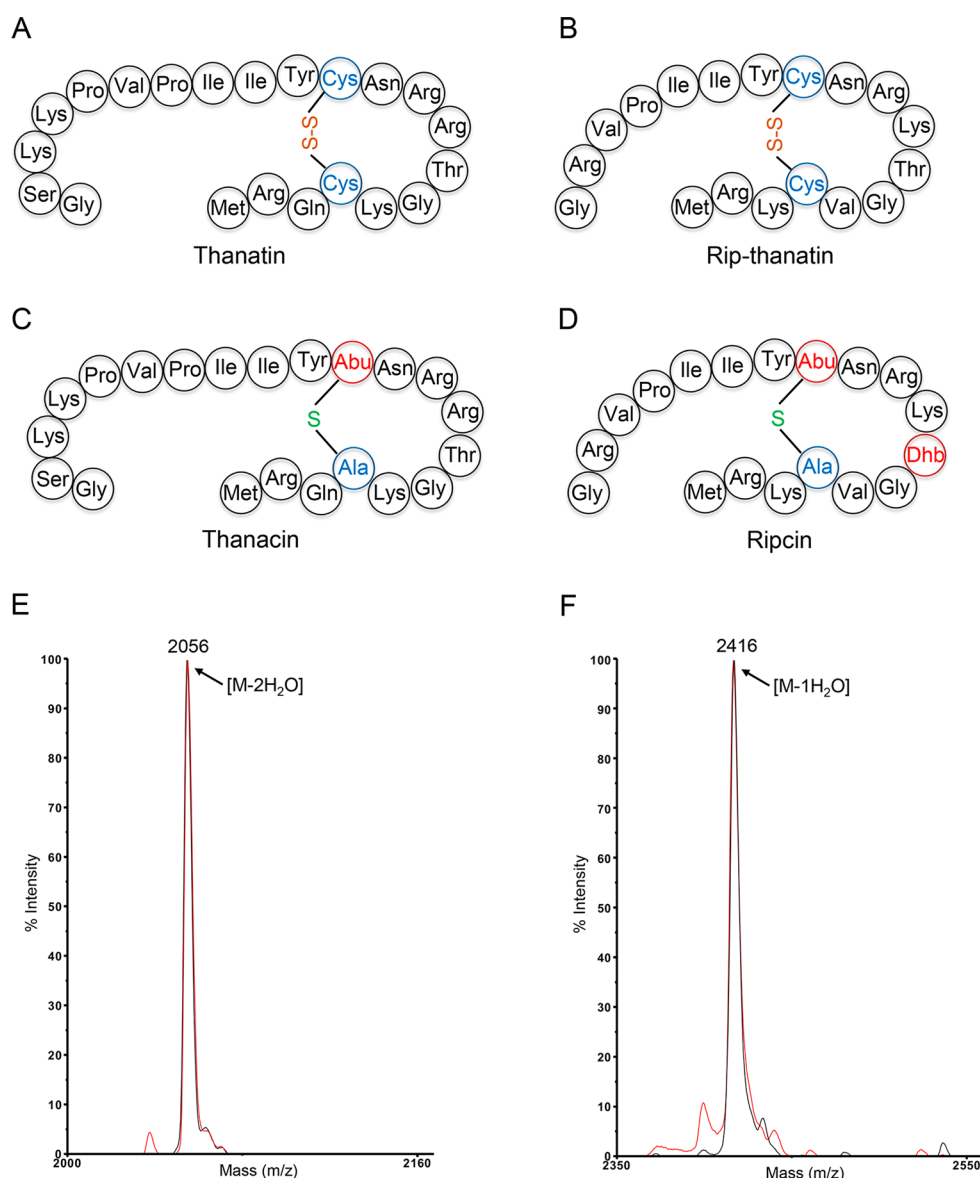 A
Gly Ser Lys Lys Pro Val Pro Ile Ile Tyr Cys Asn Arg Arg Thr Gly Lys Cys Gln Arg Met
S-S
Thanatin
B
Gly Arg Val Pro Ile Ile Tyr Cys Asn Arg Lys Thr Gly Val Cys Lys Arg Met
S-S
Rip-thanatin
C
Gly Ser Lys Lys Pro Val Pro Ile Ile Tyr Abu Asn Arg Arg Thr Gly Lys Ala Gln Arg Met
S
Thanacin
D
Gly Arg Val Pro Ile Ile Tyr Abu Asn Arg Lys Dhb Gly Val Ala Lys Arg Met
S
Ripcin
E
2056
[M-2H₂O]
100
90
80
70
60
50
40
30
20
10
0
% Intensity
2000 2160
Mass (m/z)
F
2416
[M-1H₂O]
100
90
80
70
60
50
40
30
20
10
0
% Intensity
2350 2550
Mass (m/z)